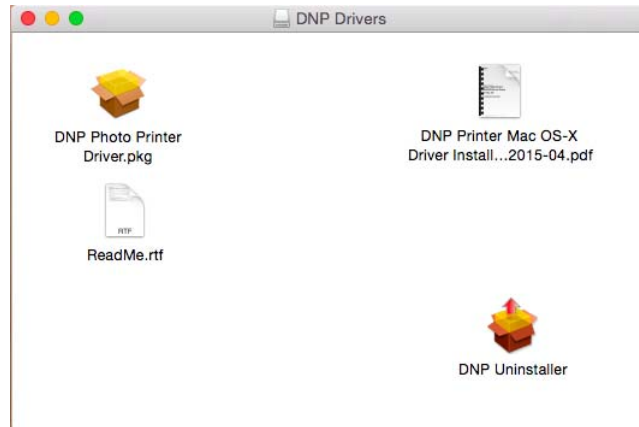 DNP Drivers
DNP Photo Printer
Driver.pkg
DNP Printer Mac OS-X
Driver Install...2015-04.pdf
RTF
ReadMe.rtf
DNP Uninstaller